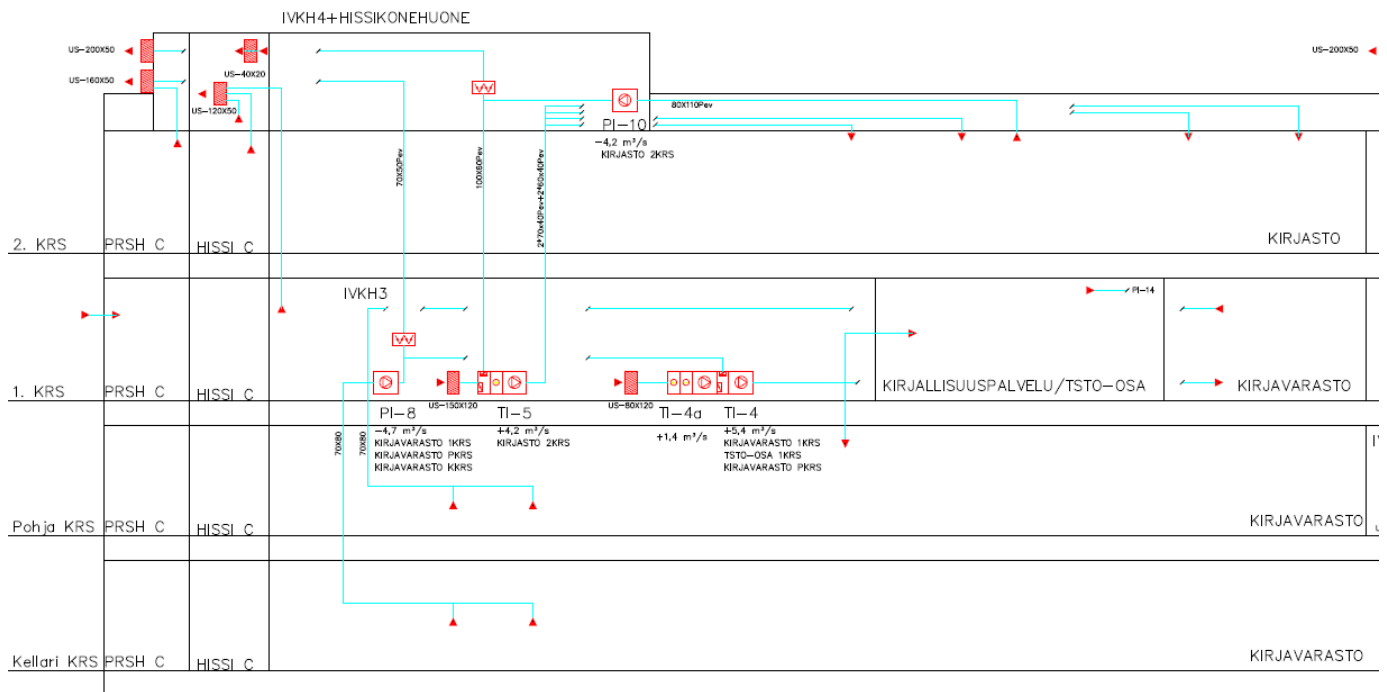 IVKH4+HISSIKONEHUONE
US-200X50
US-200X50
US-160X50
US-40X20
US-120X50
80X110Pev
PI-10
-4,2 m³/s
KIRJASTO 2KRS
70X50Pev
100X60Pev
2*70x40Pev+2*60x40Pev
2. KRS
PRSH C
HISSI C
KIRJASTO
IVKH3
PI-14
1. KRS
PRSH C
HISSI C
US-150X120
US-80X120
KIRJALLISUUSPALVELU/TSTO-OSA
KIRJAVARASTO
PI-8
-4,7 m³/s
KIRJAVARASTO 1KRS
KIRJAVARASTO PKRS
KIRJAVARASTO KKRS
TI-5
+4,2 m³/s
KIRJASTO 2KRS
TI-4a
+1,4 m³/s
TI-4
+5,4 m³/s
KIRJAVARASTO 1KRS
TSTO-OSA 1KRS
KIRJAVARASTO PKRS
70X80
70X80
Pohja KRS
PRSH C
HISSI C
KIRJAVARASTO
Kellari KRS
PRSH C
HISSI C
KIRJAVARASTO